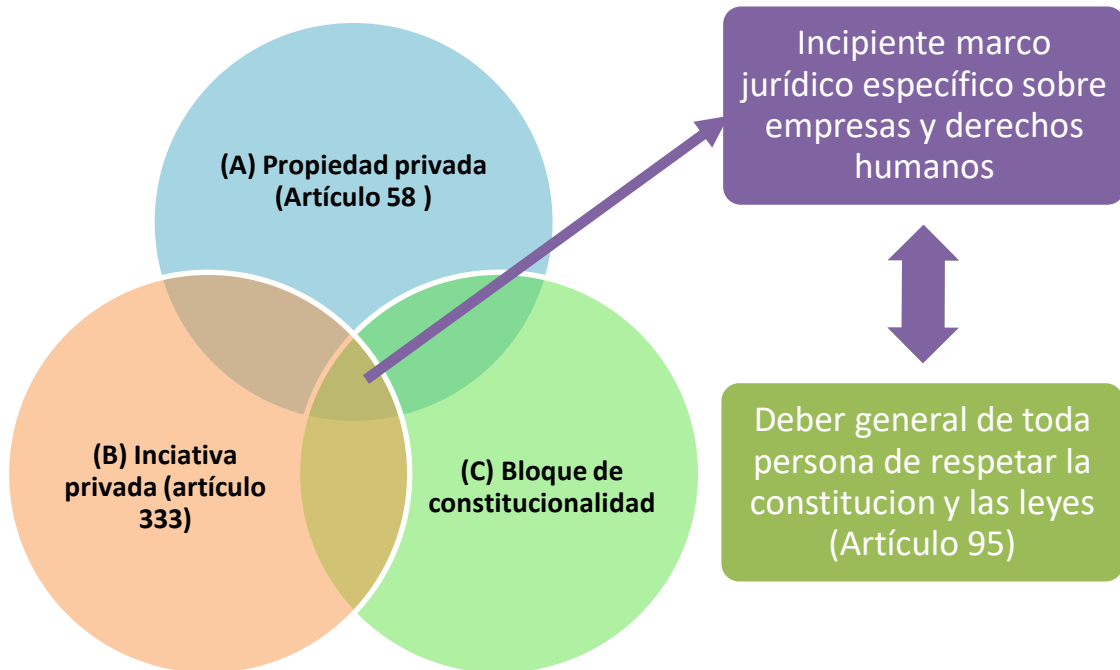 (A) Propiedad privada
(Artículo 58 )
(B) Inciativa
privada (artículo
333)
(C) Bloque de
constitucionalidad
Incipiente marco
jurídico específico sobre
empresas y derechos
humanos
Deber general de toda
persona de respetar la
constitucion y las leyes
(Artículo 95)